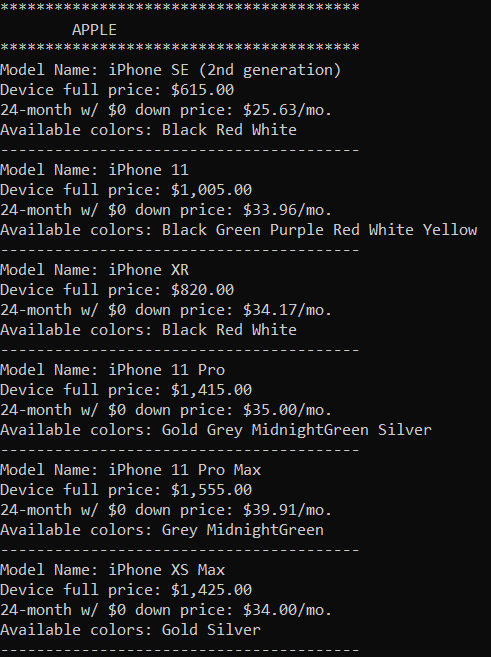 ****************************************
        APPLE
****************************************
Model Name: iPhone SE (2nd generation)
Device full price: $615.00
24-month w/ $0 down price: $25.63/mo.
Available colors: Black Red White
----------------------------------------
Model Name: iPhone 11
Device full price: $1,005.00
24-month w/ $0 down price: $33.96/mo.
Available colors: Black Green Purple Red White Yellow
----------------------------------------
Model Name: iPhone XR
Device full price: $820.00
24-month w/ $0 down price: $34.17/mo.
Available colors: Black Red White
----------------------------------------
Model Name: iPhone 11 Pro
Device full price: $1,415.00
24-month w/ $0 down price: $35.00/mo.
Available colors: Gold Grey MidnightGreen Silver
----------------------------------------
Model Name: iPhone 11 Pro Max
Device full price: $1,555.00
24-month w/ $0 down price: $39.91/mo.
Available colors: Grey MidnightGreen
----------------------------------------
Model Name: iPhone XS Max
Device full price: $1,425.00
24-month w/ $0 down price: $34.00/mo.
Available colors: Gold Silver
----------------------------------------